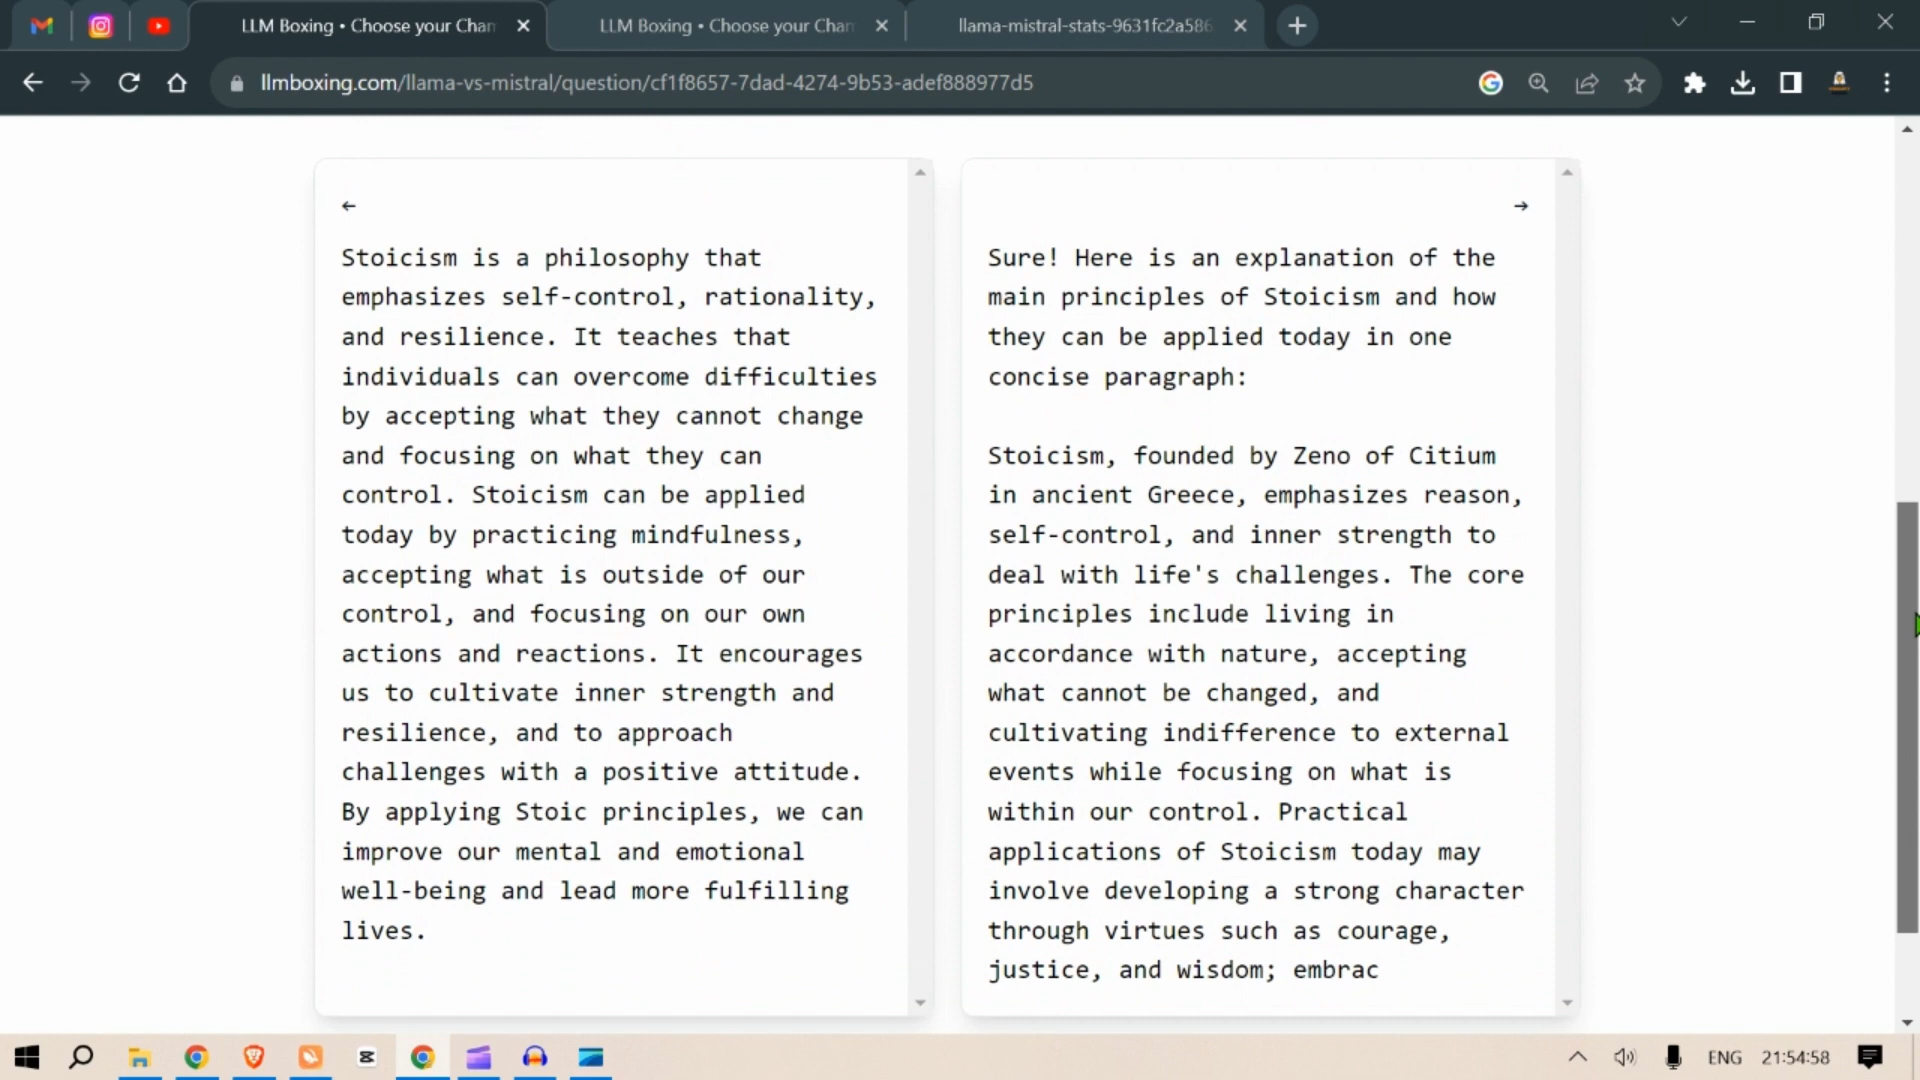 LLM Boxing • Choose your Cham
LLM Boxing • Choose your Cham
llama-mistral-stats-9631fc2a586
llmboxing.com/llama-vs-mistral/question/cf1f8657-7dad-4274-9b53-adef888977d5
←
Stoicism is a philosophy that
emphasizes self-control, rationality,
and resilience. It teaches that
individuals can overcome difficulties
by accepting what they cannot change
and focusing on what they can
control. Stoicism can be applied
today by practicing mindfulness,
accepting what is outside of our
control, and focusing on our own
actions and reactions. It encourages
us to cultivate inner strength and
resilience, and to approach
challenges with a positive attitude.
By applying Stoic principles, we can
improve our mental and emotional
well-being and lead more fulfilling
lives.
→
Sure! Here is an explanation of the
main principles of Stoicism and how
they can be applied today in one
concise paragraph:
Stoicism, founded by Zeno of Citium
in ancient Greece, emphasizes reason,
self-control, and inner strength to
deal with life's challenges. The core
principles include living in
accordance with nature, accepting
what cannot be changed, and
cultivating indifference to external
events while focusing on what is
within our control. Practical
applications of Stoicism today may
involve developing a strong character
through virtues such as courage,
justice, and wisdom; embrac
ENG
21:54:58